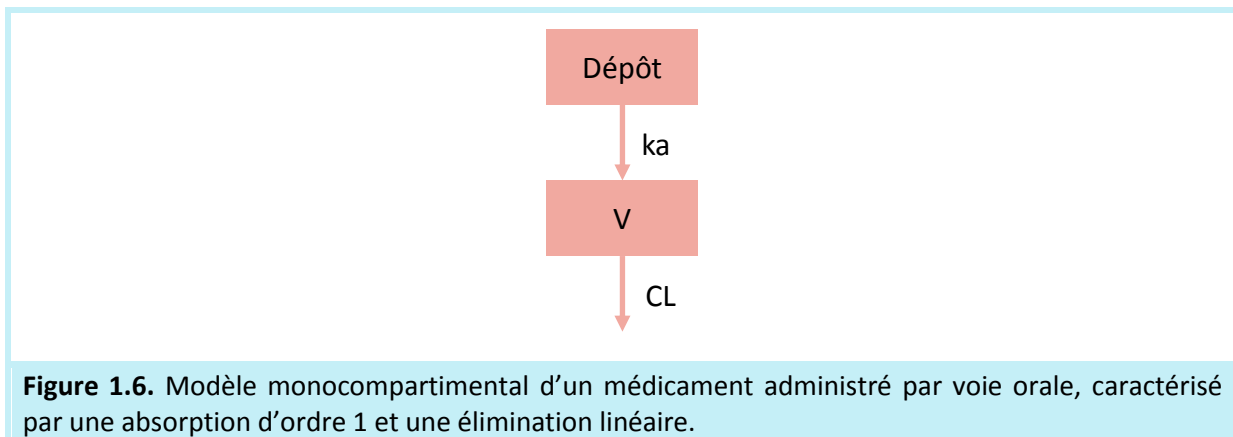 Dépôt
ka
V
CL
Figure 1.6. Modèle monocompartimental d’un médicament administré par voie orale, caractérisé
par une absorption d’ordre 1 et une élimination linéaire.